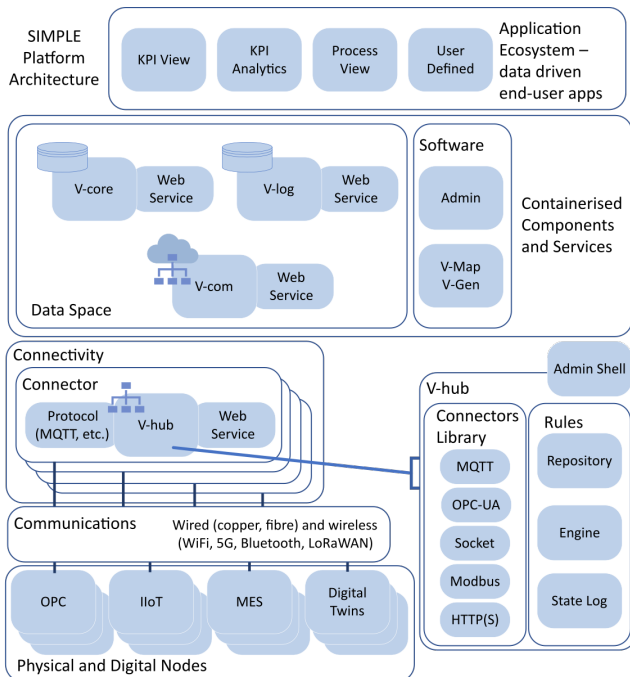 SIMPLE
Platform
Architecture
KPI View
KPI
Analytics
Process
View
User
Defined
Application
Ecosystem –
data driven
end-user apps
V-core
Web
Service
V-log
Web
Service
V-com
Web
Service
Data Space
Software
Admin
V-Map
V-Gen
Containerised
Components
and Services
Connectivity
Connector
Protocol
(MQTT, etc.)
V-hub
Web
Service
Communications
Wired (copper, fibre) and wireless
(WiFi, 5G, Bluetooth, LoRaWAN)
OPC
IIoT
MES
Digital
Twins
Physical and Digital Nodes
Admin Shell
V-hub
Connectors
Library
MQTT
OPC-UA
Socket
Modbus
HTTP(S)
Rules
Repository
Engine
State Log